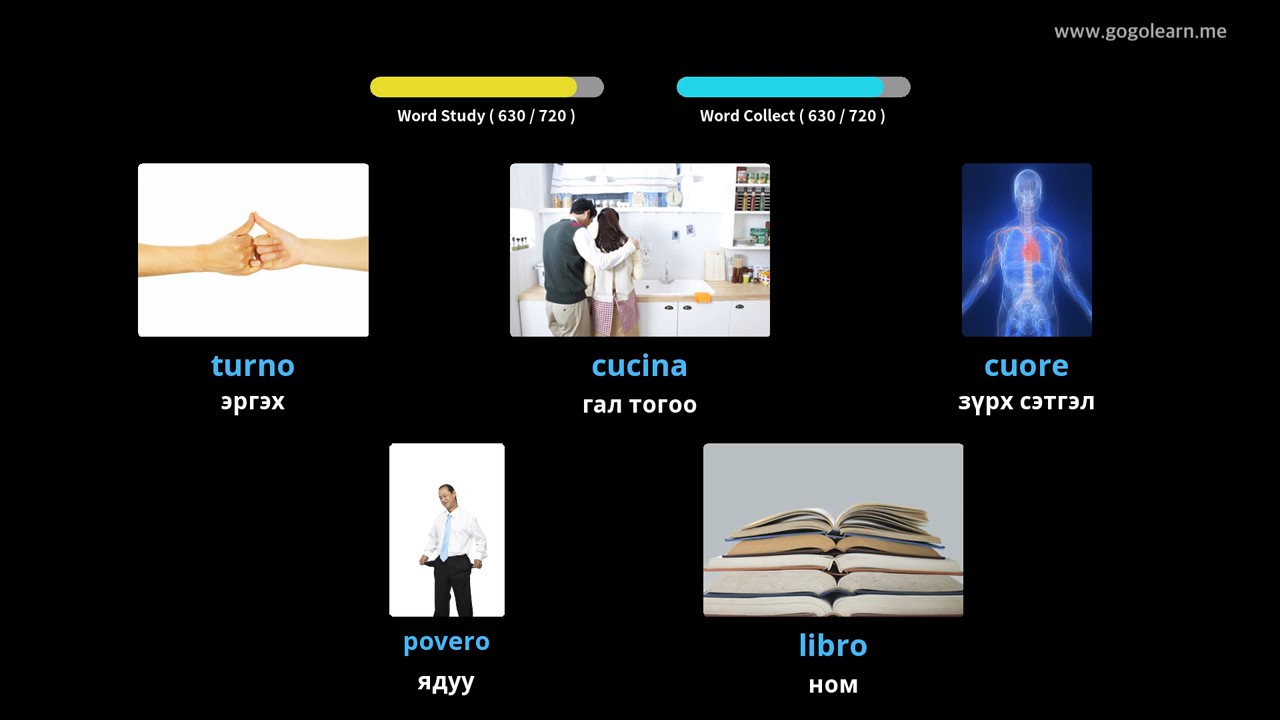 www.gogolearn.me
Word Study ( 630 / 720 )
Word Collect ( 630 / 720 )
turno
эргэх
cucina
гал тогоо
cuore
зүрх сэтгэл
povero
ядуу
libro
ном